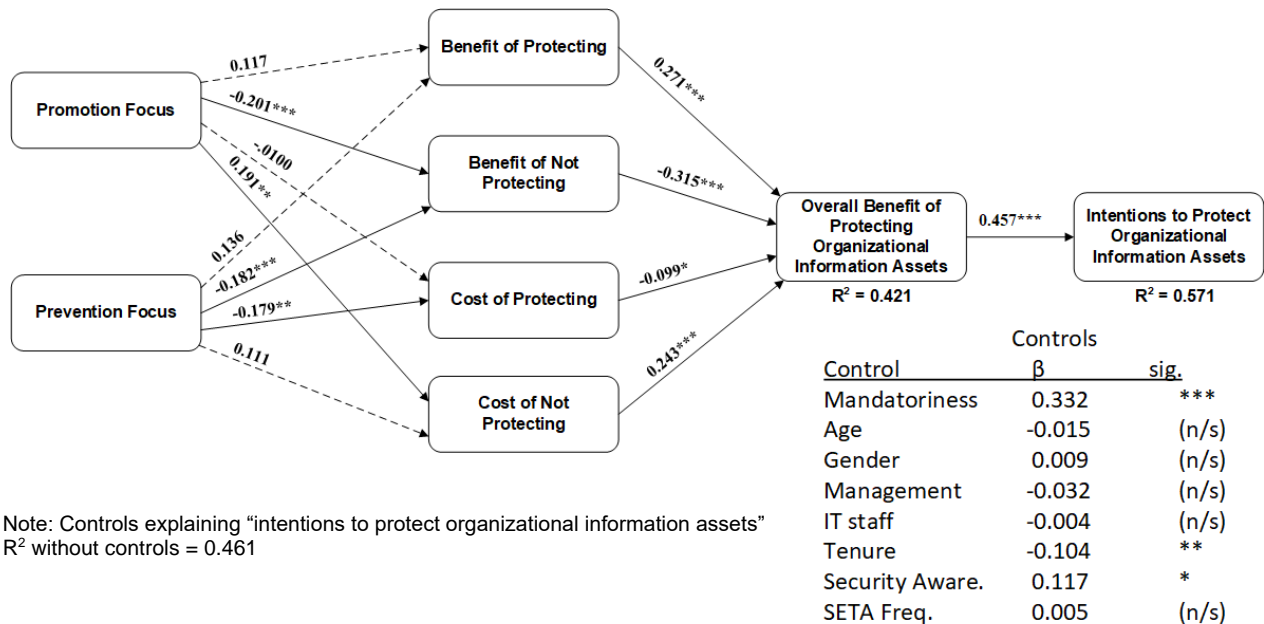 Promotion Focus
Prevention Focus
0.117
-0.201***
-.0100
0.191**
0.136
-0.182***
-0.179**
0.111
Benefit of Protecting
Benefit of Not
Protecting
Cost of Protecting
Cost of Not
Protecting
0.271***
-0.315***
-0.099*
0.243***
Overall Benefit of
Protecting
Organizational
Information Assets
R² = 0.421
0.457***
Intentions to Protect
Organizational
Information Assets
R² = 0.571
Controls
Control β sig.
Mandatoriness 0.332 ***
Age -0.015 (n/s)
Gender 0.009 (n/s)
Management -0.032 (n/s)
IT staff -0.004 (n/s)
Tenure -0.104 **
Security Aware. 0.117 *
SETA Freq. 0.005 (n/s)
Note: Controls explaining “intentions to protect organizational information assets”
R² without controls = 0.461